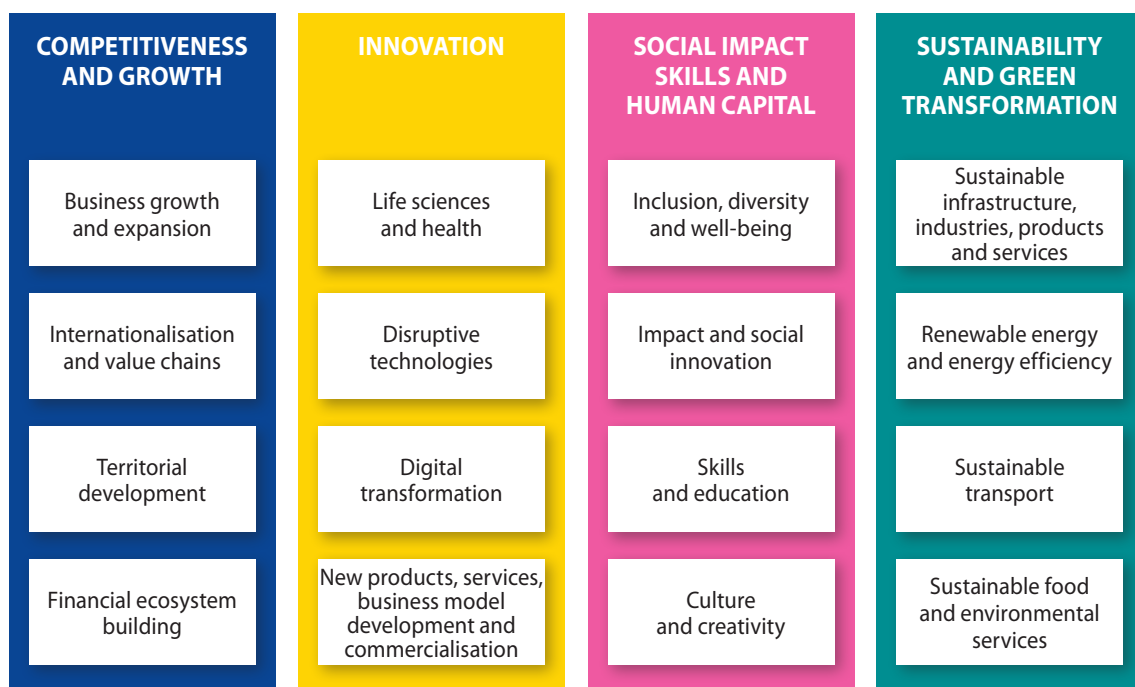 COMPETITIVENESS
AND GROWTH
Business growth
and expansion
Internationalisation
and value chains
Territorial
development
Financial ecosystem
building
INNOVATION
Life sciences
and health
Disruptive
technologies
Digital
transformation
New products, services,
business model
development and
commercialisation
SOCIAL IMPACT
SKILLS AND
HUMAN CAPITAL
Inclusion, diversity
and well-being
Impact and social
innovation
Skills
and education
Culture
and creativity
SUSTAINABILITY
AND GREEN
TRANSFORMATION
Sustainable
infrastructure,
industries, products
and services
Renewable energy
and energy efficiency
Sustainable
transport
Sustainable food
and environmental
services